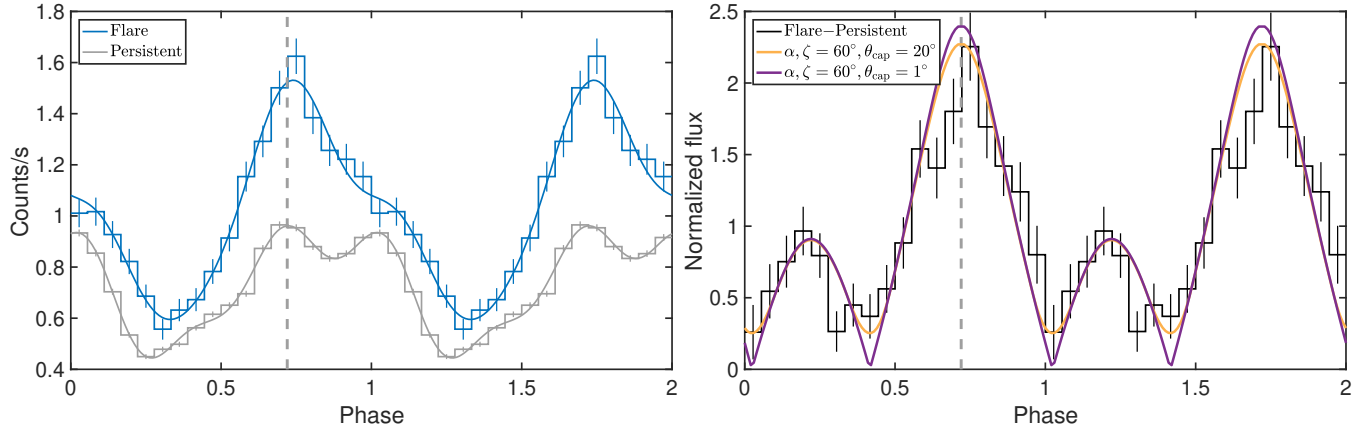 Flare
Persistent
1.8
1.6
1.4
1.2
1
0.8
0.6
0.4
Counts/s
0 0.5 1 1.5 2
Phase
Flare−Persistent
α, ζ = 60°, θcap = 20°
α, ζ = 60°, θcap = 1°
2.5
2
1.5
1
0.5
0
Normalized flux
0 0.5 1 1.5 2
Phase